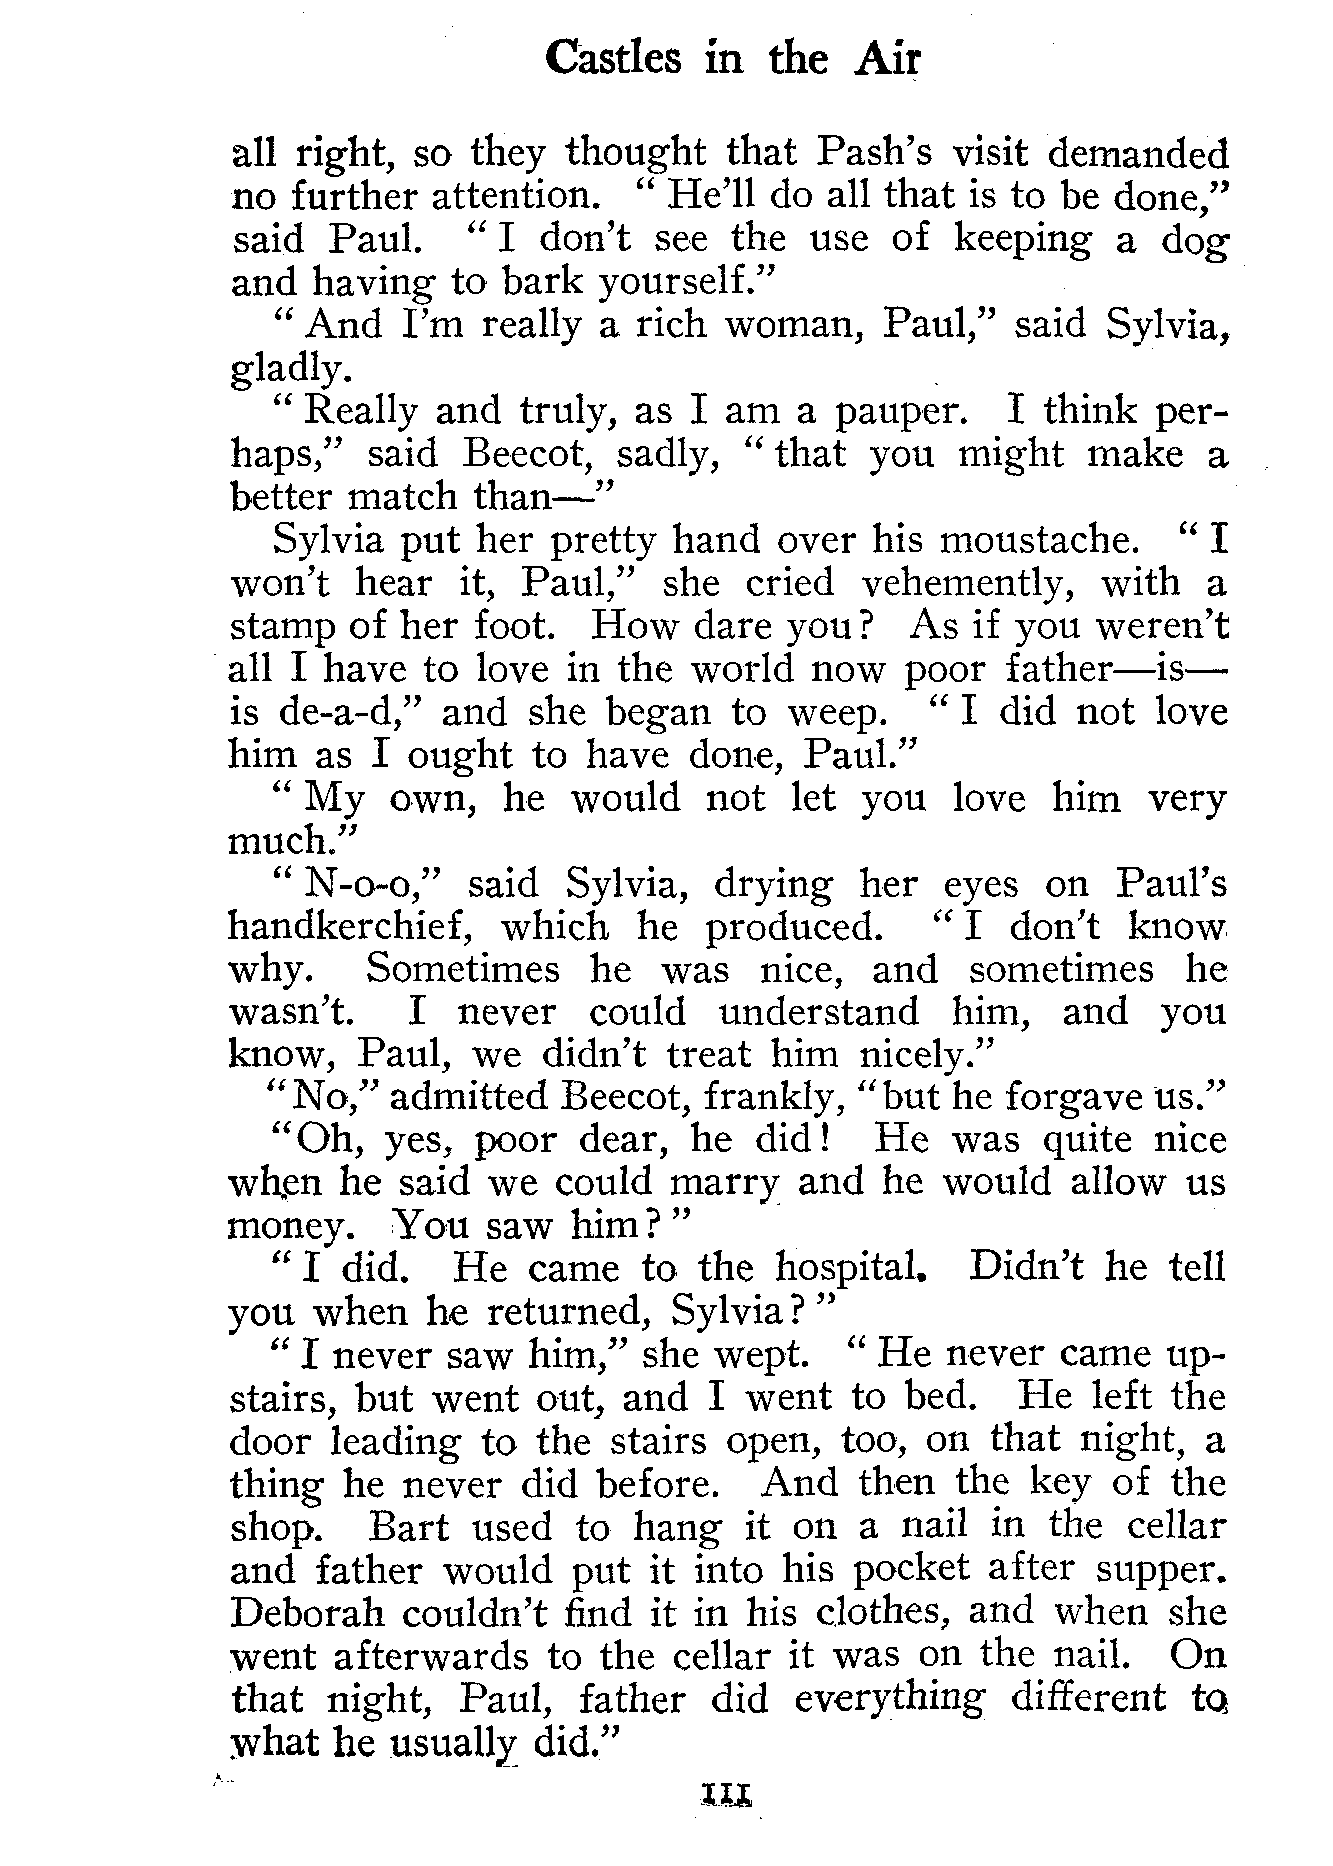 Castles in the Air
all right, so they thought that Pash's visit demanded
no further attention. "He'll do all that is to be done,"
said Paul. "I don't see the use of keeping a dog
and having to bark yourself."
"And I'm really a rich woman, Paul," said Sylvia,
gladly.
"Really and truly, as I am a pauper. I think per-
haps," said Beecot, sadly, "that you might make a
better match than—"
Sylvia put her pretty hand over his moustache. "I
won't hear it, Paul," she cried vehemently, with a
stamp of her foot. How dare you? As if you weren't
all I have to love in the world now poor father—is—
is de-a-d," and she began to weep. "I did not love
him as I ought to have done, Paul."
"My own, he would not let you love him very
much."
"N-o-o," said Sylvia, drying her eyes on Paul's
handkerchief, which he produced. "I don't know
why. Sometimes he was nice, and sometimes he
wasn't. I never could understand him, and you
know, Paul, we didn't treat him nicely."
"No," admitted Beecot, frankly, "but he forgave us."
"Oh, yes, poor dear, he did! He was quite nice
when he said we could marry and he would allow us
money. You saw him?"
"I did. He came to the hospital. Didn't he tell
you when he returned, Sylvia?"
"I never saw him," she wept. "He never came up-
stairs, but went out, and I went to bed. He left the
door leading to the stairs open, too, on that night, a
thing he never did before. And then the key of the
shop. Bart used to hang it on a nail in the cellar
and father would put it into his pocket after supper.
Deborah couldn't find it in his clothes, and when she
went afterwards to the cellar it was on the nail. On
that night, Paul, father did everything different to
what he usually did."
111